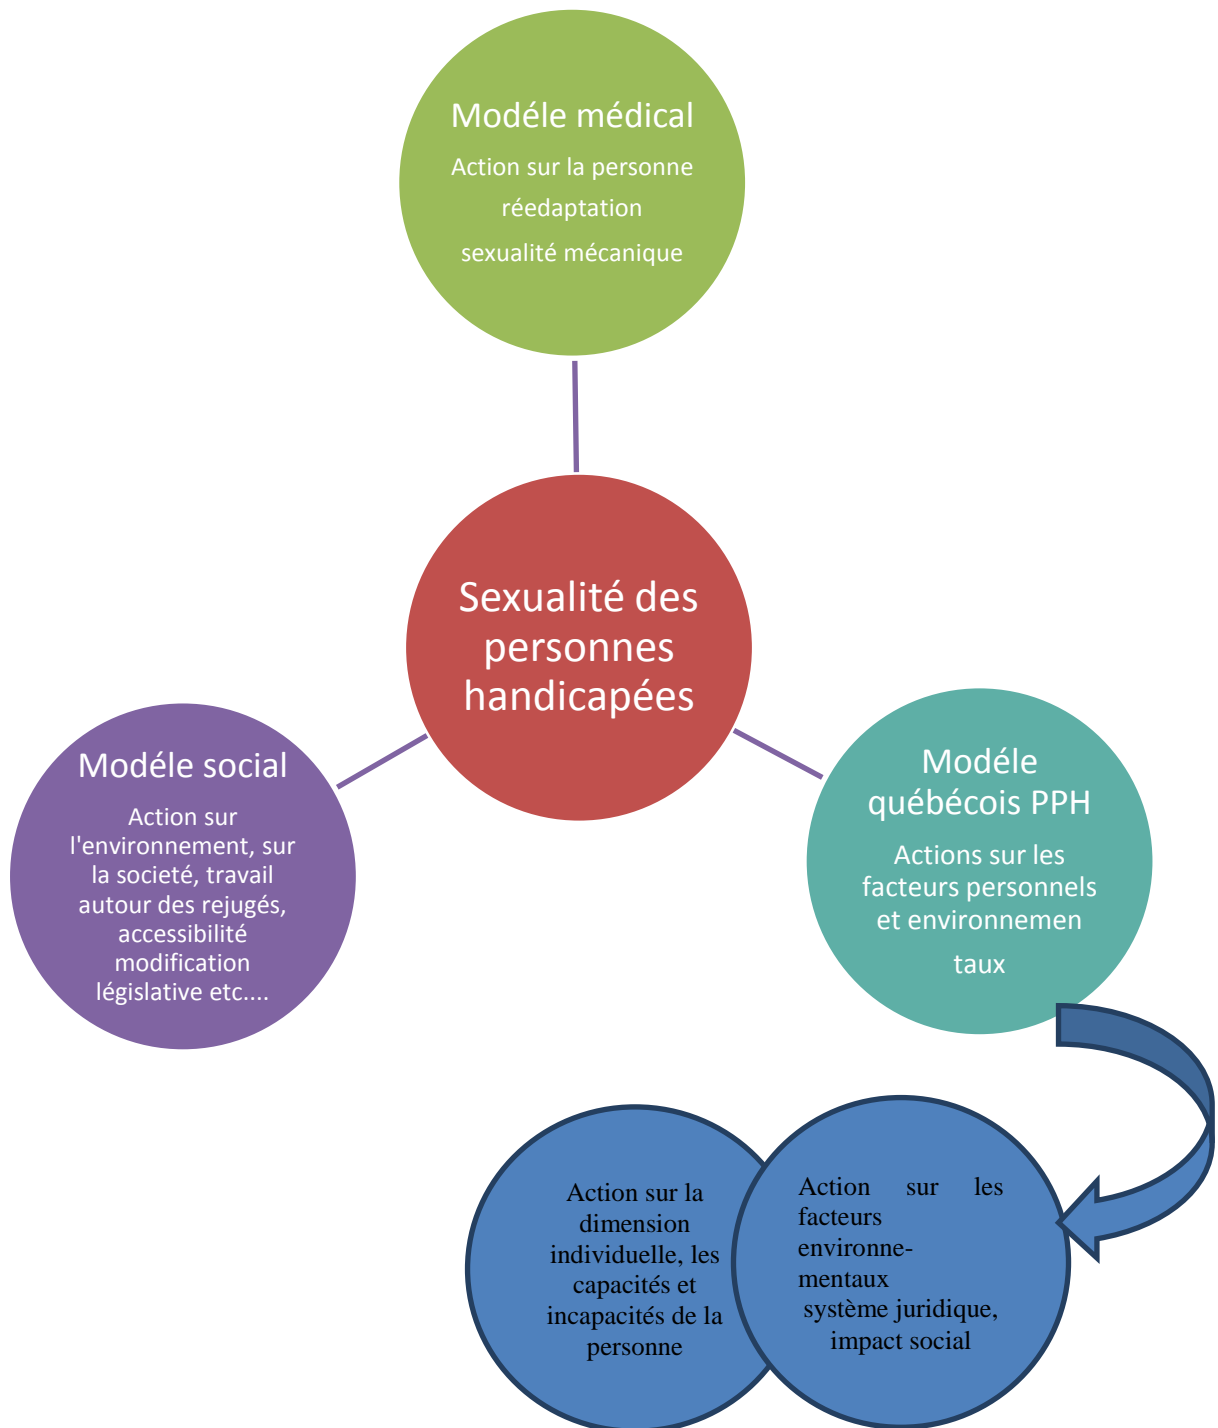 Modéle médical
Action sur la personne
réedaptation
sexualité mécanique
Sexualité des
personnes
handicapées
Modéle social
Action sur
l'environnement, sur
la societé, travail
autour des rejugés,
accessibilité
modification
législative etc....
Modéle
québécois PPH
Actions sur les
facteurs personnels
et environnemen
taux
Action sur la
dimension
individuelle, les
capacités et
incapacités de la
personne
Action sur les
facteurs
environne-
mentaux
système juridique,
impact social